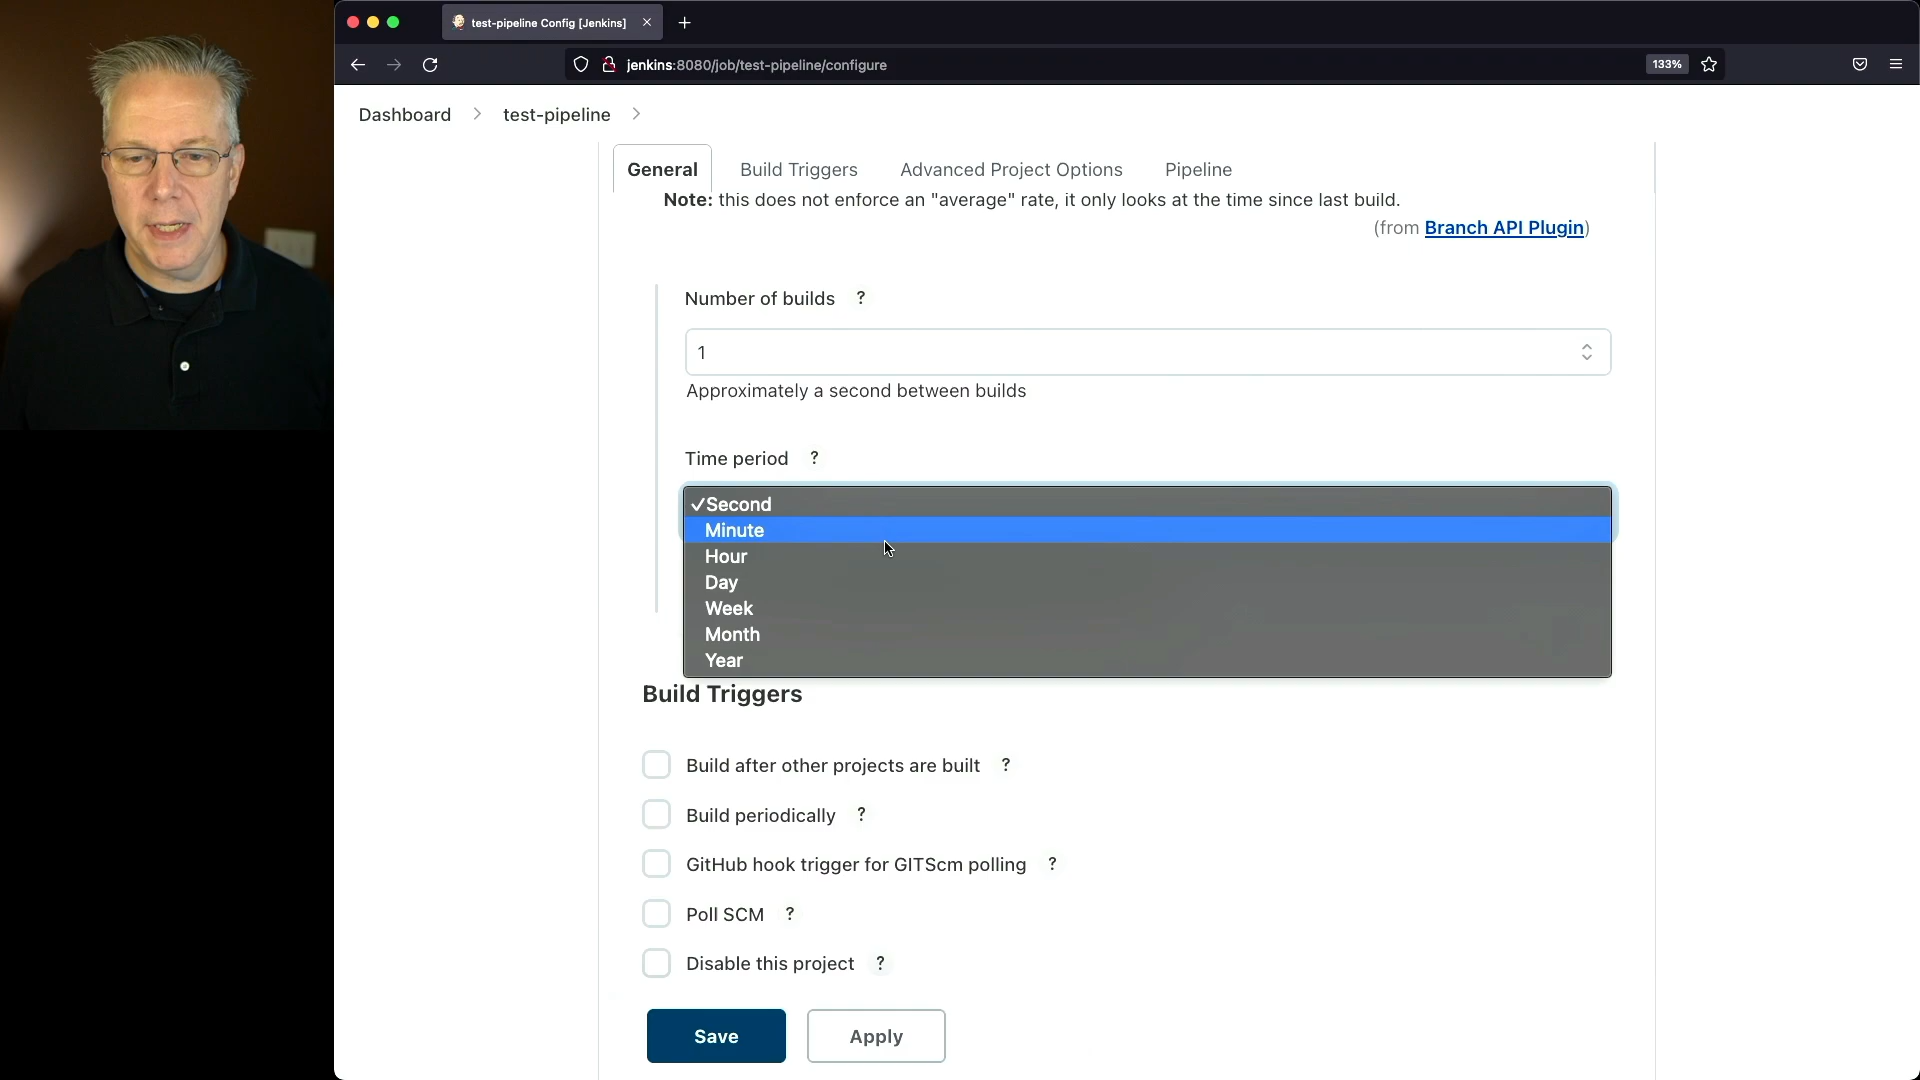 test-pipeline Config [Jenkins]
jenkins:8080/job/test-pipeline/configure
133%
Dashboard
test-pipeline
General
Build Triggers
Advanced Project Options
Pipeline
Note: this does not enforce an "average" rate, it only looks at the time since last build.
(from Branch API Plugin)
Number of builds ?
1
Approximately a second between builds
Time period ?
✓Second
Minute
Hour
Day
Week
Month
Year
Build Triggers
Build after other projects are built ?
Build periodically ?
GitHub hook trigger for GITScm polling ?
Poll SCM ?
Disable this project ?
Save
Apply